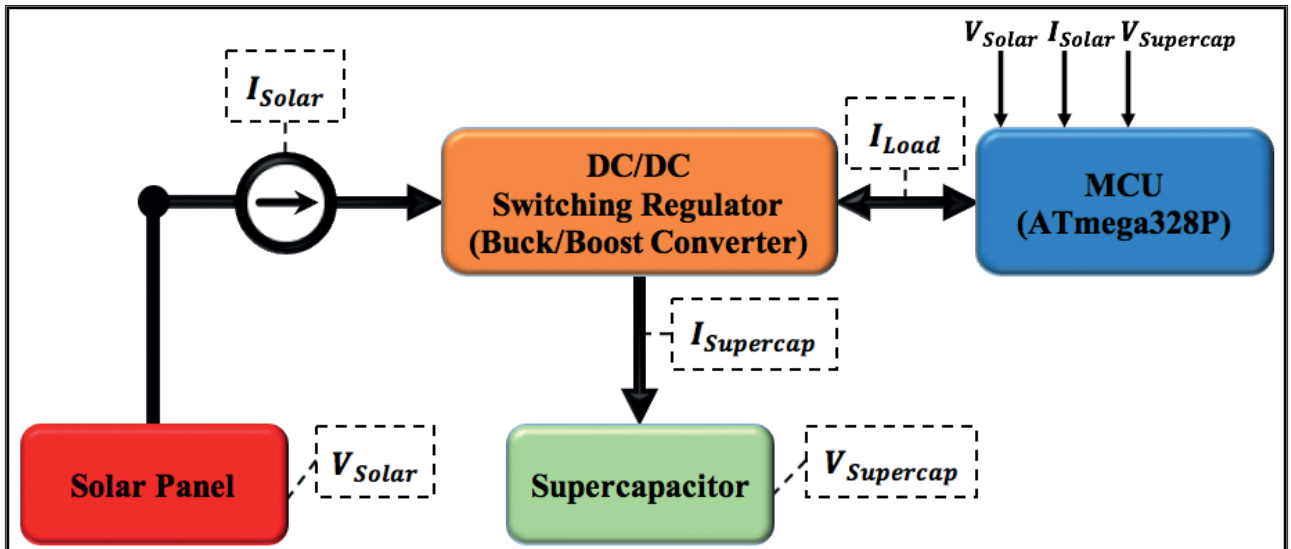 V_Solar I_Solar V_Supercap
I_Solar
I_Load
DC/DC
Switching Regulator
(Buck/Boost Converter)
MCU
(ATmega328P)
I_Supercap
Solar Panel
V_Solar
Supercapacitor
V_Supercap